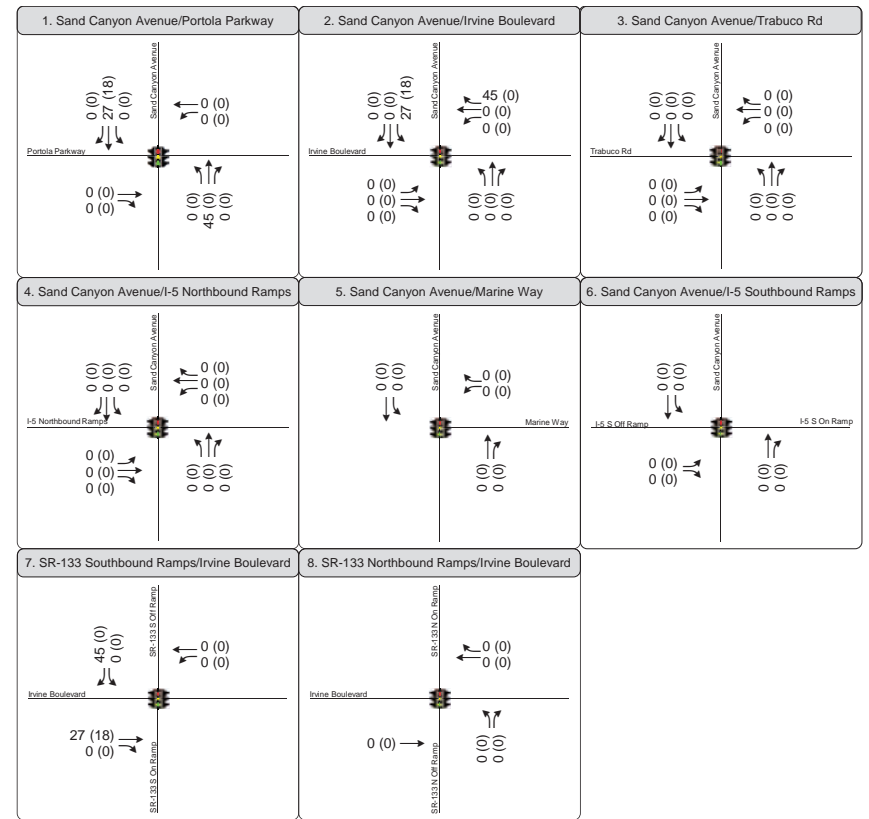 1. Sand Canyon Avenue/Portola Parkway
0 (0)
27 (18)
0 (0)
Sand Canyon Avenue
0 (0)
0 (0)
Portola Parkway
0 (0)
0 (0)
0 (0)
45 (0)
0 (0)
2. Sand Canyon Avenue/Irvine Boulevard
0 (0)
0 (0)
27 (18)
Sand Canyon Avenue
45 (0)
0 (0)
0 (0)
Irvine Boulevard
0 (0)
0 (0)
0 (0)
0 (0)
0 (0)
0 (0)
3. Sand Canyon Avenue/Trabuco Rd
0 (0)
0 (0)
0 (0)
Sand Canyon Avenue
0 (0)
0 (0)
0 (0)
Trabuco Rd
0 (0)
0 (0)
0 (0)
0 (0)
0 (0)
0 (0)
4. Sand Canyon Avenue/I-5 Northbound Ramps
0 (0)
0 (0)
0 (0)
Sand Canyon Avenue
0 (0)
0 (0)
0 (0)
I-5 Northbound Ramps
0 (0)
0 (0)
0 (0)
0 (0)
0 (0)
0 (0)
5. Sand Canyon Avenue/Marine Way
0 (0)
0 (0)
Sand Canyon Avenue
0 (0)
0 (0)
Marine Way
0 (0)
0 (0)
6. Sand Canyon Avenue/I-5 Southbound Ramps
0 (0)
0 (0)
Sand Canyon Avenue
I-5 S Off Ramp
I-5 S On Ramp
0 (0)
0 (0)
0 (0)
0 (0)
7. SR-133 Southbound Ramps/Irvine Boulevard
45 (0)
0 (0)
SR-133 S Off Ramp
0 (0)
0 (0)
Irvine Boulevard
27 (18)
0 (0)
SR-133 S On Ramp
8. SR-133 Northbound Ramps/Irvine Boulevard
SR-133 N On Ramp
0 (0)
0 (0)
Irvine Boulevard
0 (0)
SR-133 N Off Ramp
0 (0)
0 (0)